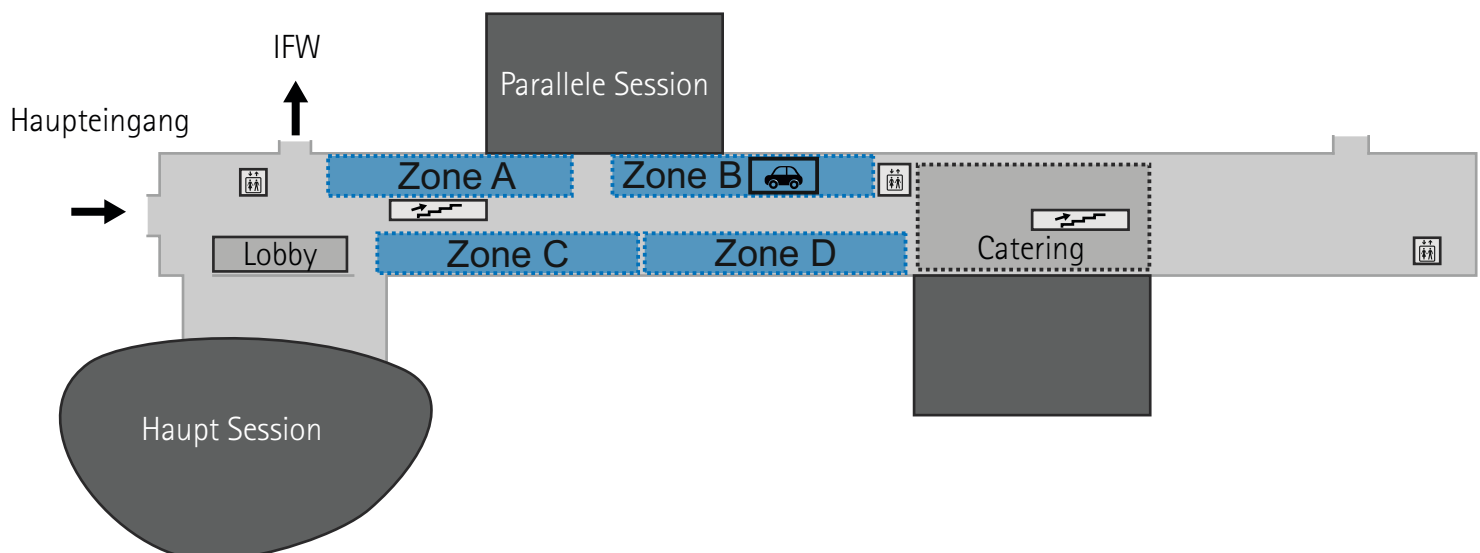 IFW
Parallele Session
Haupteingang
Zone A
Zone B
Lobby
Zone C
Zone D
Catering
Haupt Session